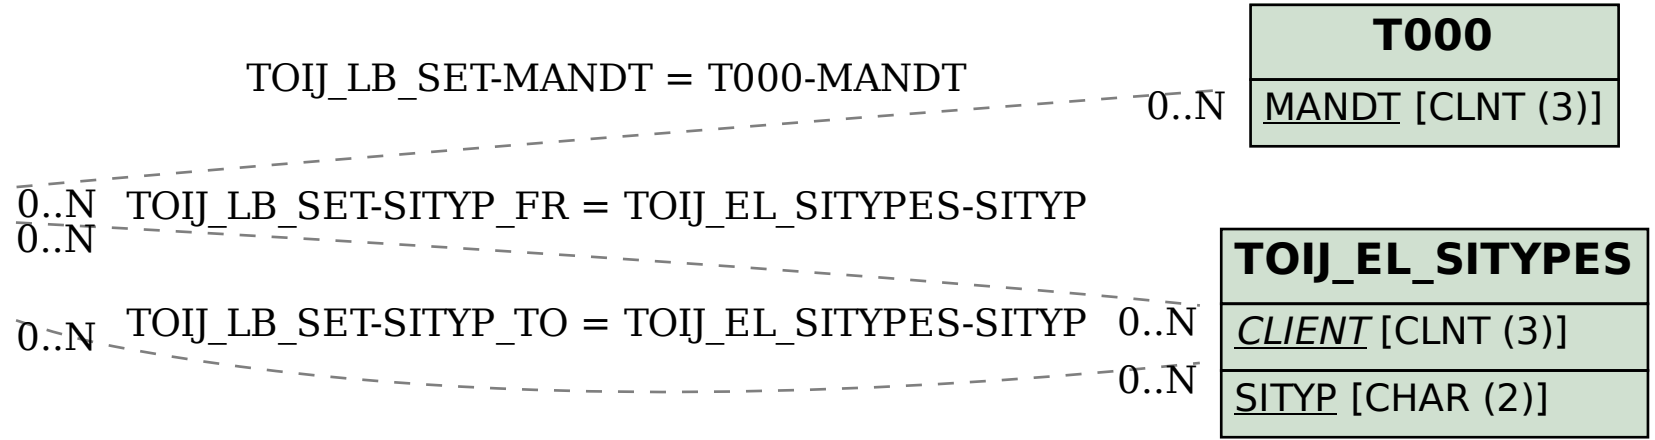 T000
TOIJ_LB_SET-MANDT = T000-MANDT
0..N
MANDT [CLNT (3)]
0..N
TOIJ_LB_SET-SITYP_FR = TOIJ_EL_SITYPES-SITYP
0..N
TOIJ_EL_SITYPES
TOIJ_LB_SET-SITYP_TO = TOIJ_EL_SITYPES-SITYP
0..N
0..N
CLIENT [CLNT (3)]
0..N
SITYP [CHAR (2)]